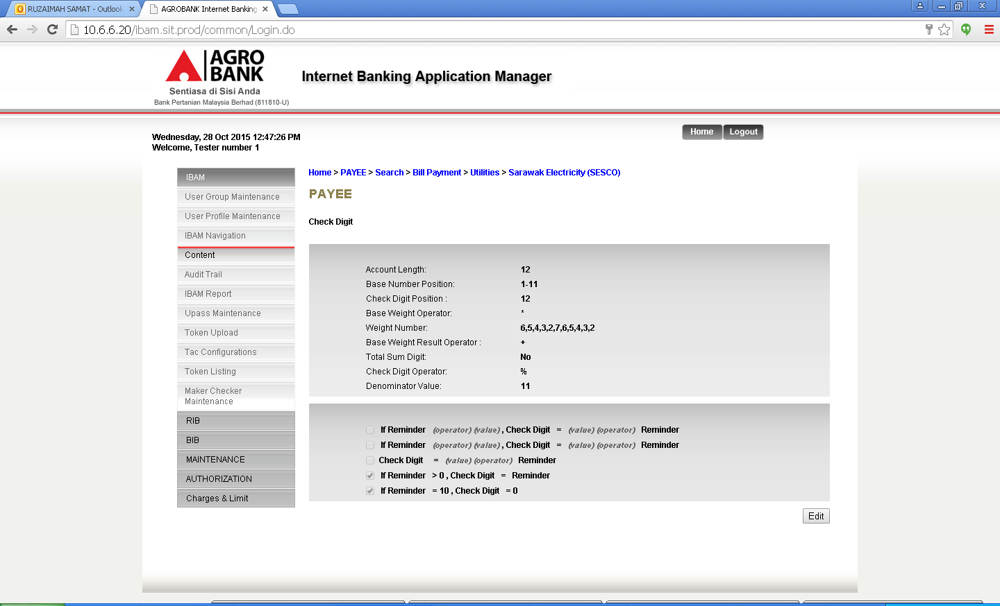 RUZAIMAH SAMAT - Outlook
AGROBANK Internet Banking
10.6.6.20/ibam.sit.prod/common/Login.do
AGRO
BANK
Sentiasa di Sisi Anda
Bank Pertanian Malaysia Berhad (811810-U)
Internet Banking Application Manager
Home
Logout
Wednesday, 28 Oct 2015 12:47:26 PM
Welcome, Tester number 1
IBAM
User Group Maintenance
User Profile Maintenance
IBAM Navigation
Content
Audit Trail
IBAM Report
Upass Maintenance
Token Upload
Tac Configurations
Token Listing
Maker Checker
Maintenance
RIB
BIB
MAINTENANCE
AUTHORIZATION
Charges & Limit
Home > PAYEE > Search > Bill Payment > Utilities > Sarawak Electricity (SESCO)
PAYEE
Check Digit
Account Length: 12
Base Number Position: 1-11
Check Digit Position : 12
Base Weight Operator: *
Weight Number: 6,5,4,3,2,7,6,5,4,3,2
Base Weight Result Operator : +
Total Sum Digit: No
Check Digit Operator: %
Denominator Value: 11
If Reminder (operator) (value) , Check Digit = (value) (operator) Reminder
If Reminder (operator) (value) , Check Digit = (value) (operator) Reminder
Check Digit = (value) (operator) Reminder
If Reminder > 0 , Check Digit = Reminder
If Reminder = 10 , Check Digit = 0
Edit